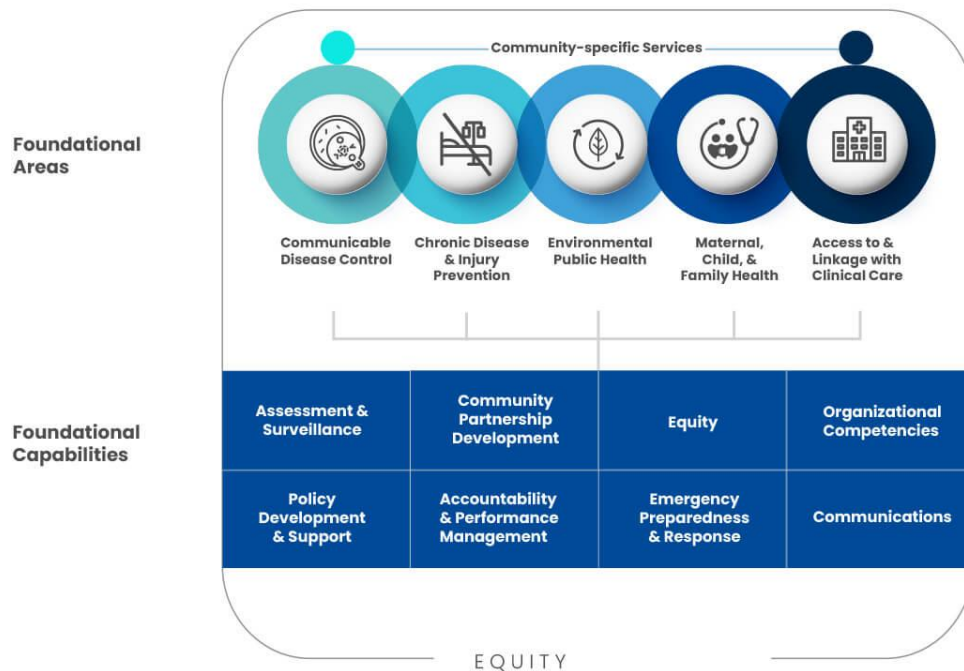 Community-specific Services
Foundational
Areas
Communicable
Disease Control
Chronic Disease
& Injury
Prevention
Environmental
Public Health
Maternal,
Child, &
Family Health
Access to &
Linkage with
Clinical Care
Foundational
Capabilities
Assessment &
Surveillance
Community
Partnership
Development
Equity
Organizational
Competencies
Policy
Development
& Support
Accountability
& Performance
Management
Emergency
Preparedness
& Response
Communications
EQUITY